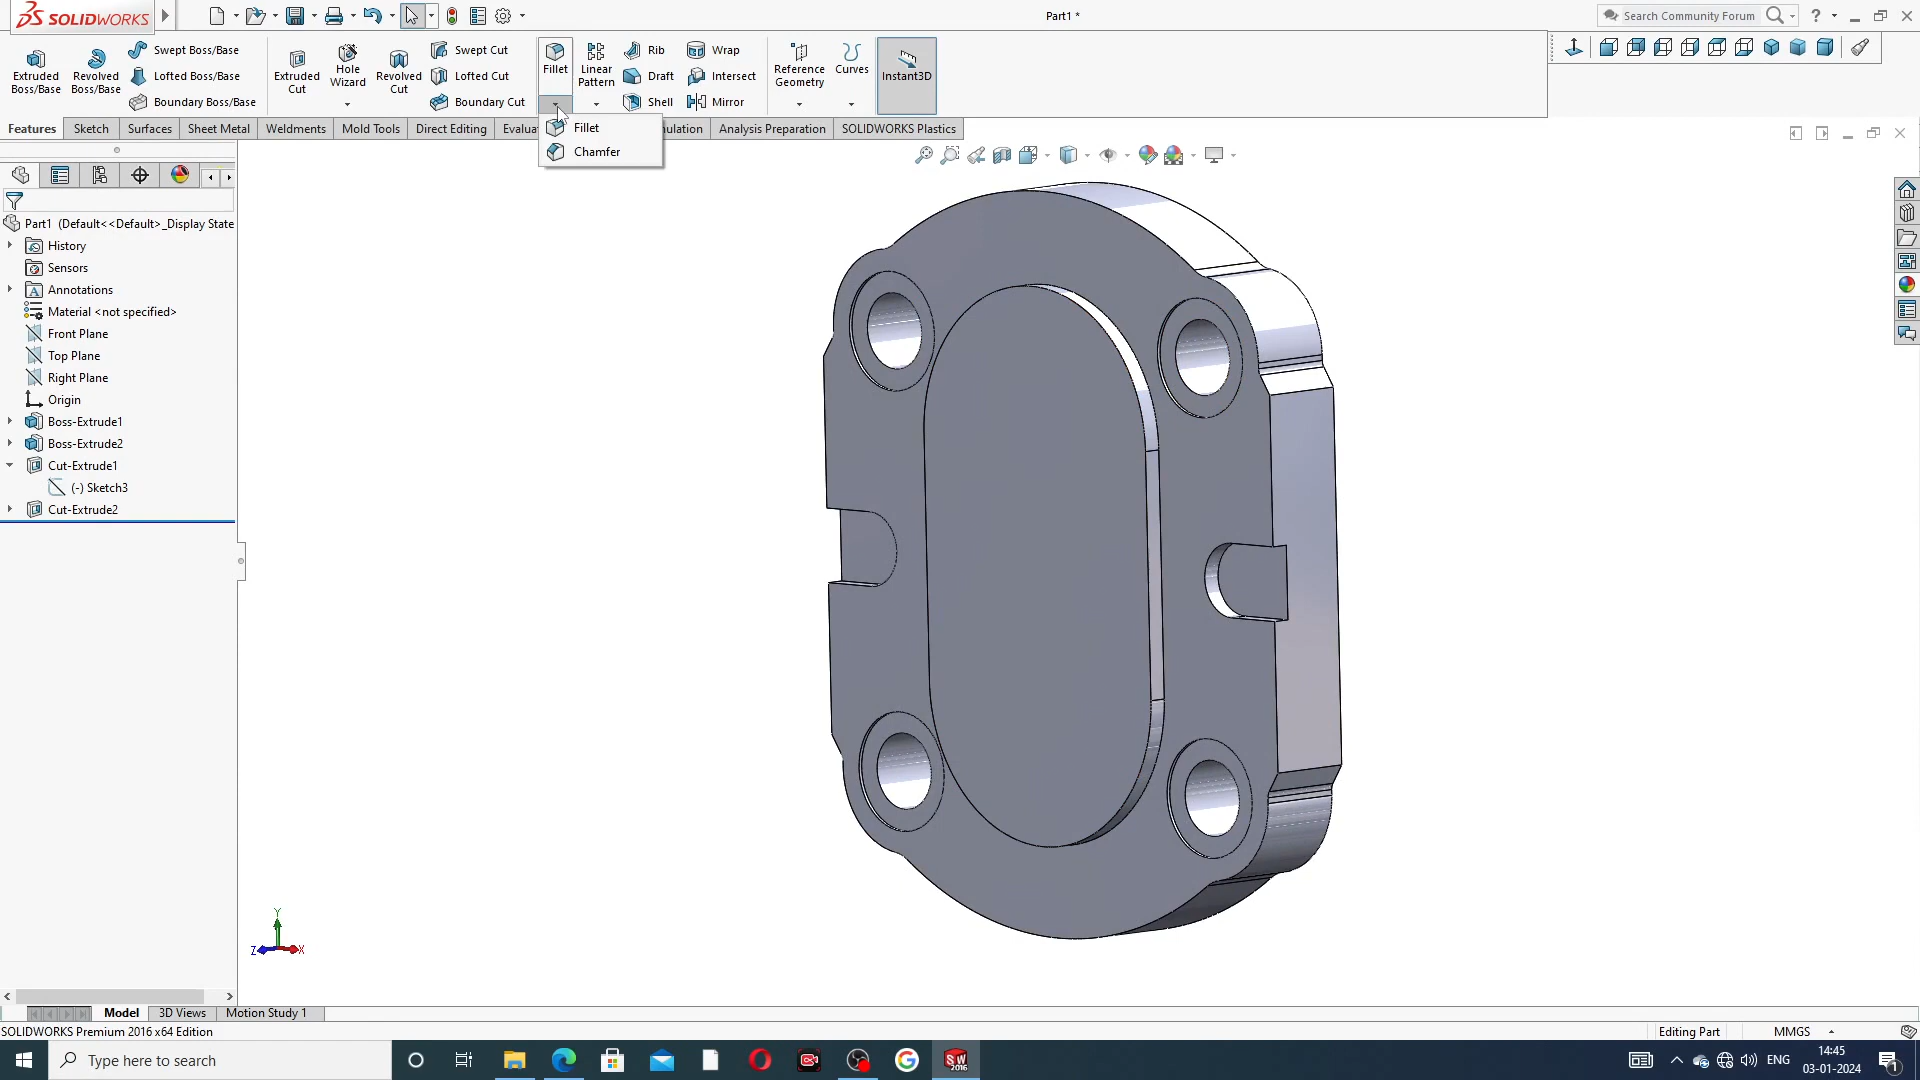 SOLIDWORKS
Part1 *
Search Community Forum
?
Extruded Boss/Base
Revolved Boss/Base
Swept Boss/Base
Lofted Boss/Base
Boundary Boss/Base
Extruded Cut
Hole Wizard
Revolved Cut
Swept Cut
Lofted Cut
Boundary Cut
Fillet
Linear Pattern
Rib
Draft
Shell
Wrap
Intersect
Mirror
Reference Geometry
Curves
Instant3D
Fillet
Chamfer
Features
Sketch
Surfaces
Sheet Metal
Weldments
Mold Tools
Direct Editing
Evalua
ulation
Analysis Preparation
SOLIDWORKS Plastics
Part1 (Default<<Default>_Display State
History
Sensors
Annotations
Material <not specified>
Front Plane
Top Plane
Right Plane
Origin
Boss-Extrude1
Boss-Extrude2
Cut-Extrude1
(-) Sketch3
Cut-Extrude2
Y
Z
X
Model
3D Views
Motion Study 1
SOLIDWORKS Premium 2016 x64 Edition
Editing Part
MMGS
Type here to search
SW
2016
ENG
14:45
03-01-2024
1